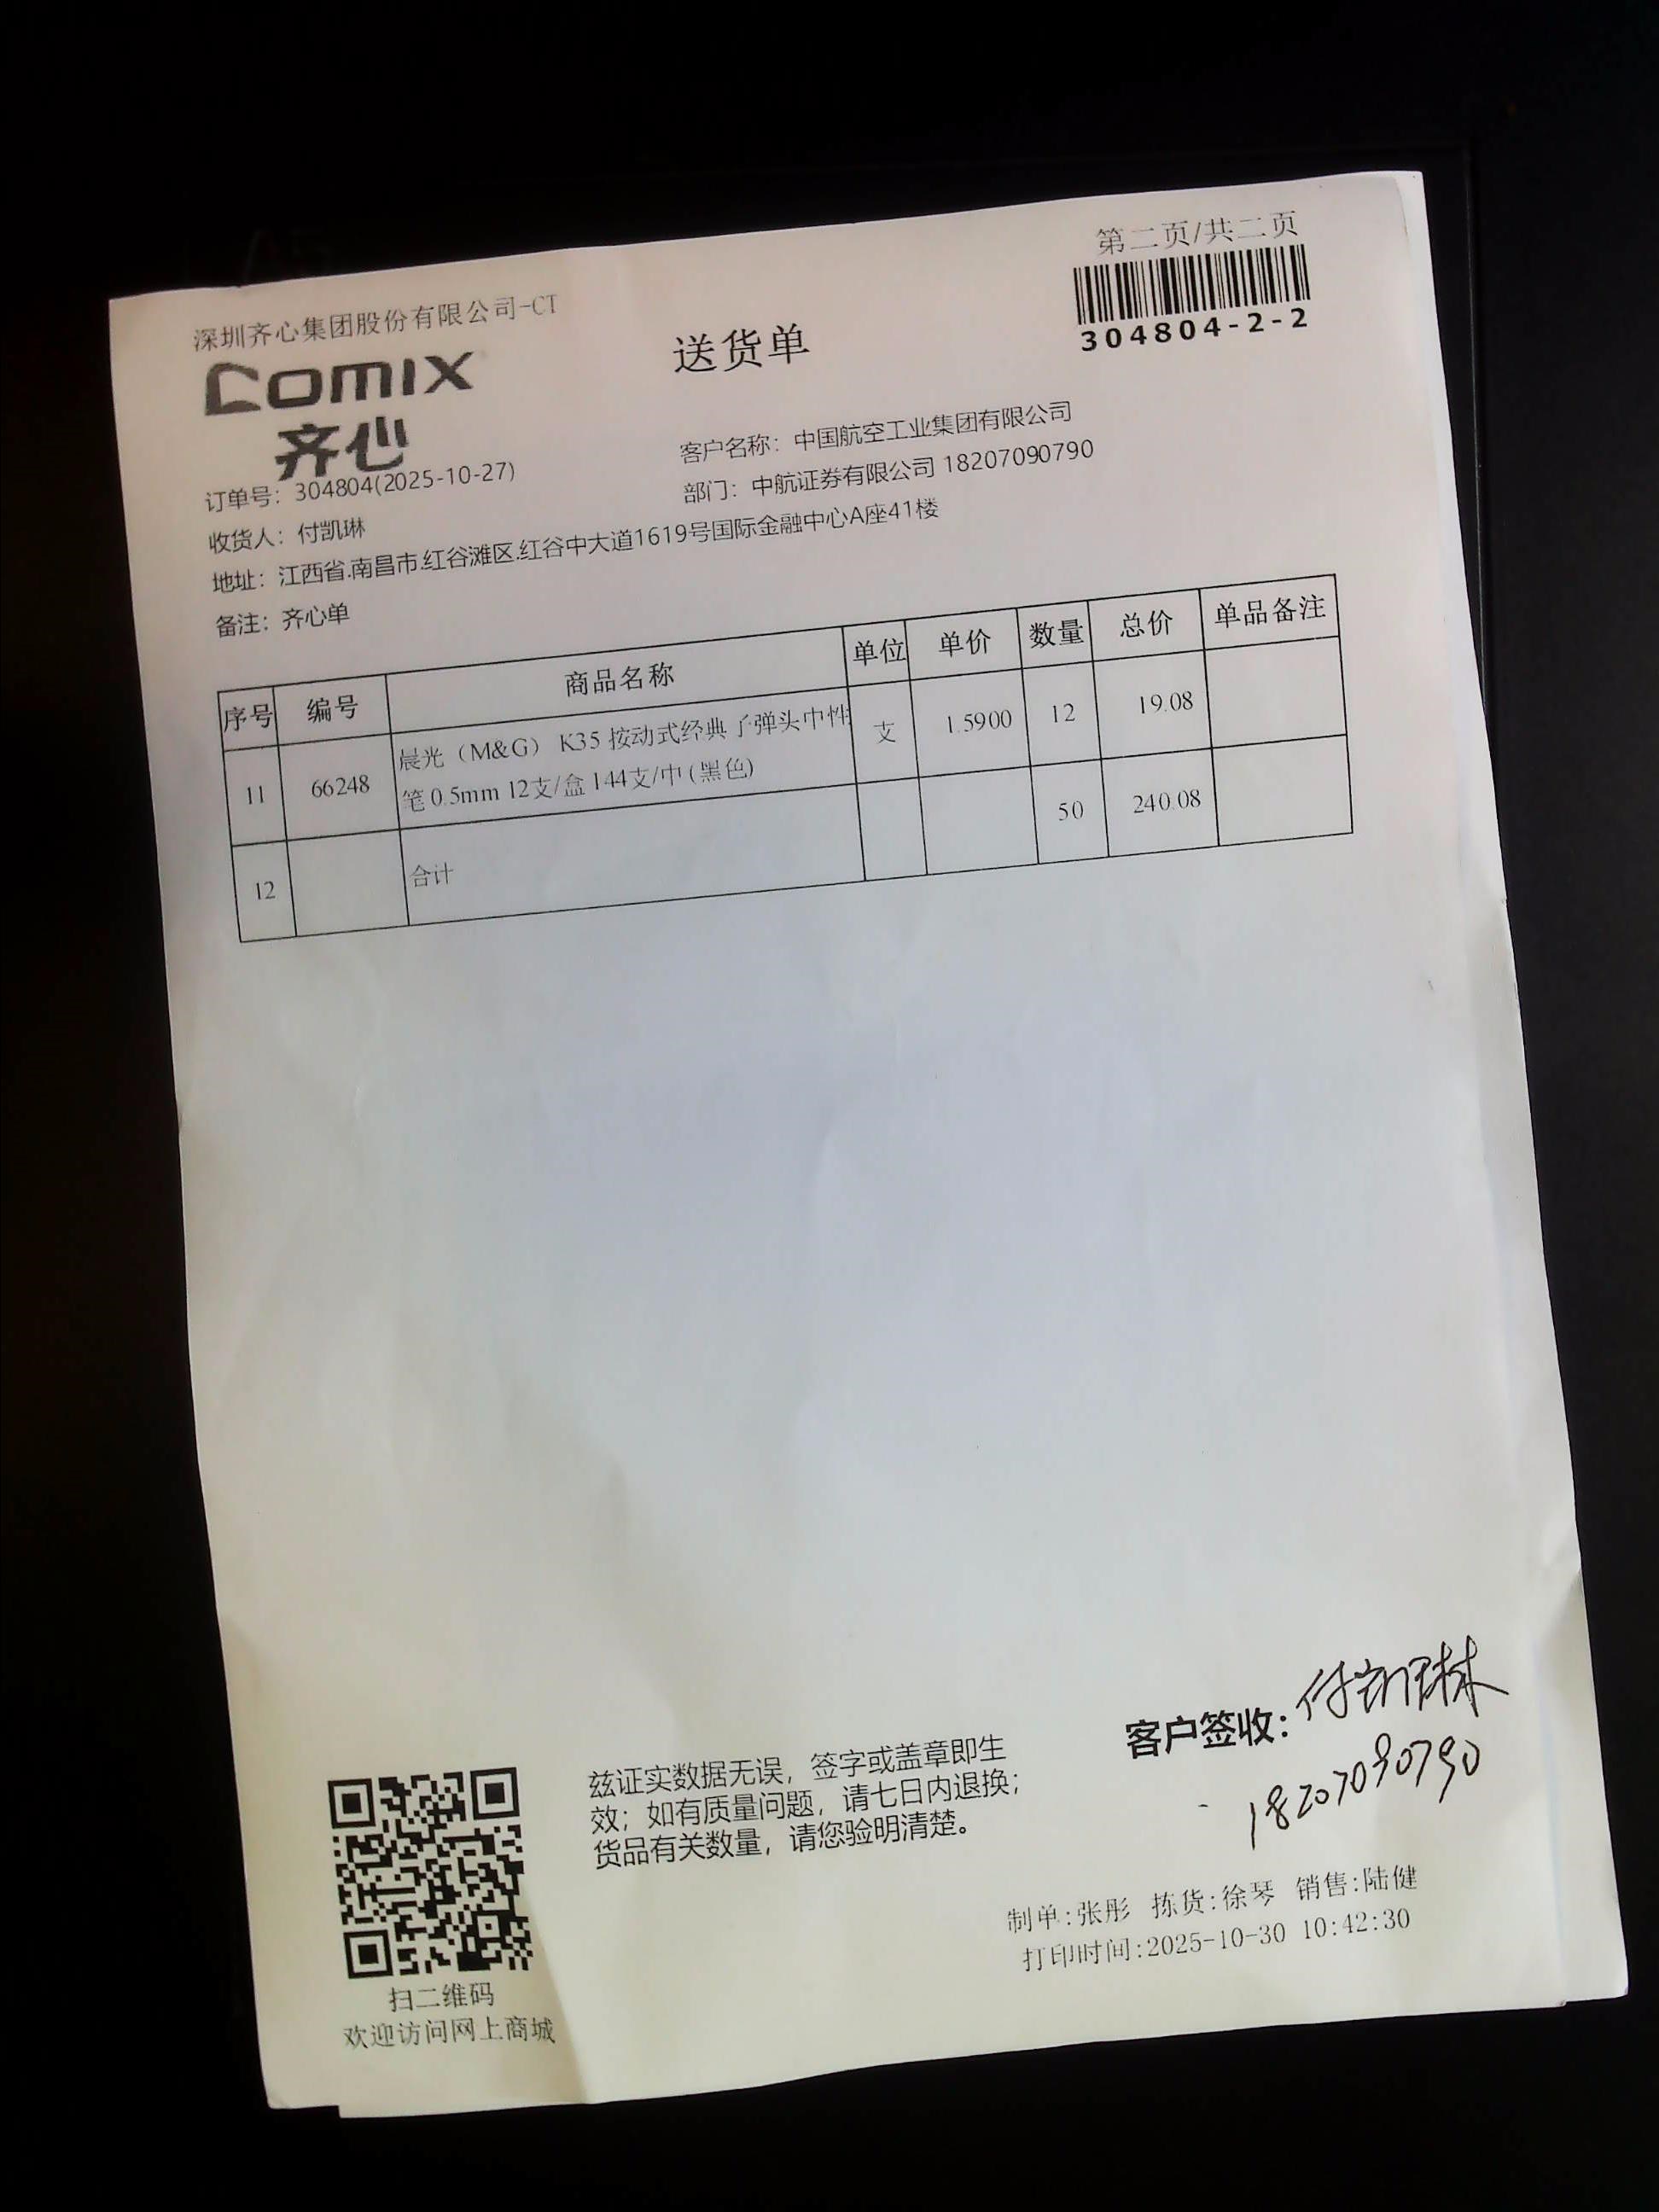 第二页/共二页
304804-2-2
深圳齐心集团股份有限公司-CT
comix
齐心
送货单
客户名称：中国航空工业集团有限公司
订单号：304804(2025-10-27)
部门：中航证券有限公司 18207090790
收货人：付凯琳
地址：江西省.南昌市.红谷滩区.红谷中大道1619号国际金融中心A座41楼
备注：齐心单
序号 编号 商品名称 单位 单价 数量 总价 单品备注
11 66248 晨光（M&G） K35 按动式经典子弹头中性 支 1.5900 12 19.08
笔 0.5mm 12支/盒 144支/中 (黑色)
12 合计 50 240.08
客户签收：付凯琳
18207090790
兹证实数据无误，签字或盖章即生
效；如有质量问题，请七日内退换；
货品有关数量，请您验明清楚。
制单:张彤 拣货:徐琴 销售:陆健
打印时间:2025-10-30 10:42:30
扫二维码
欢迎访问网上商城